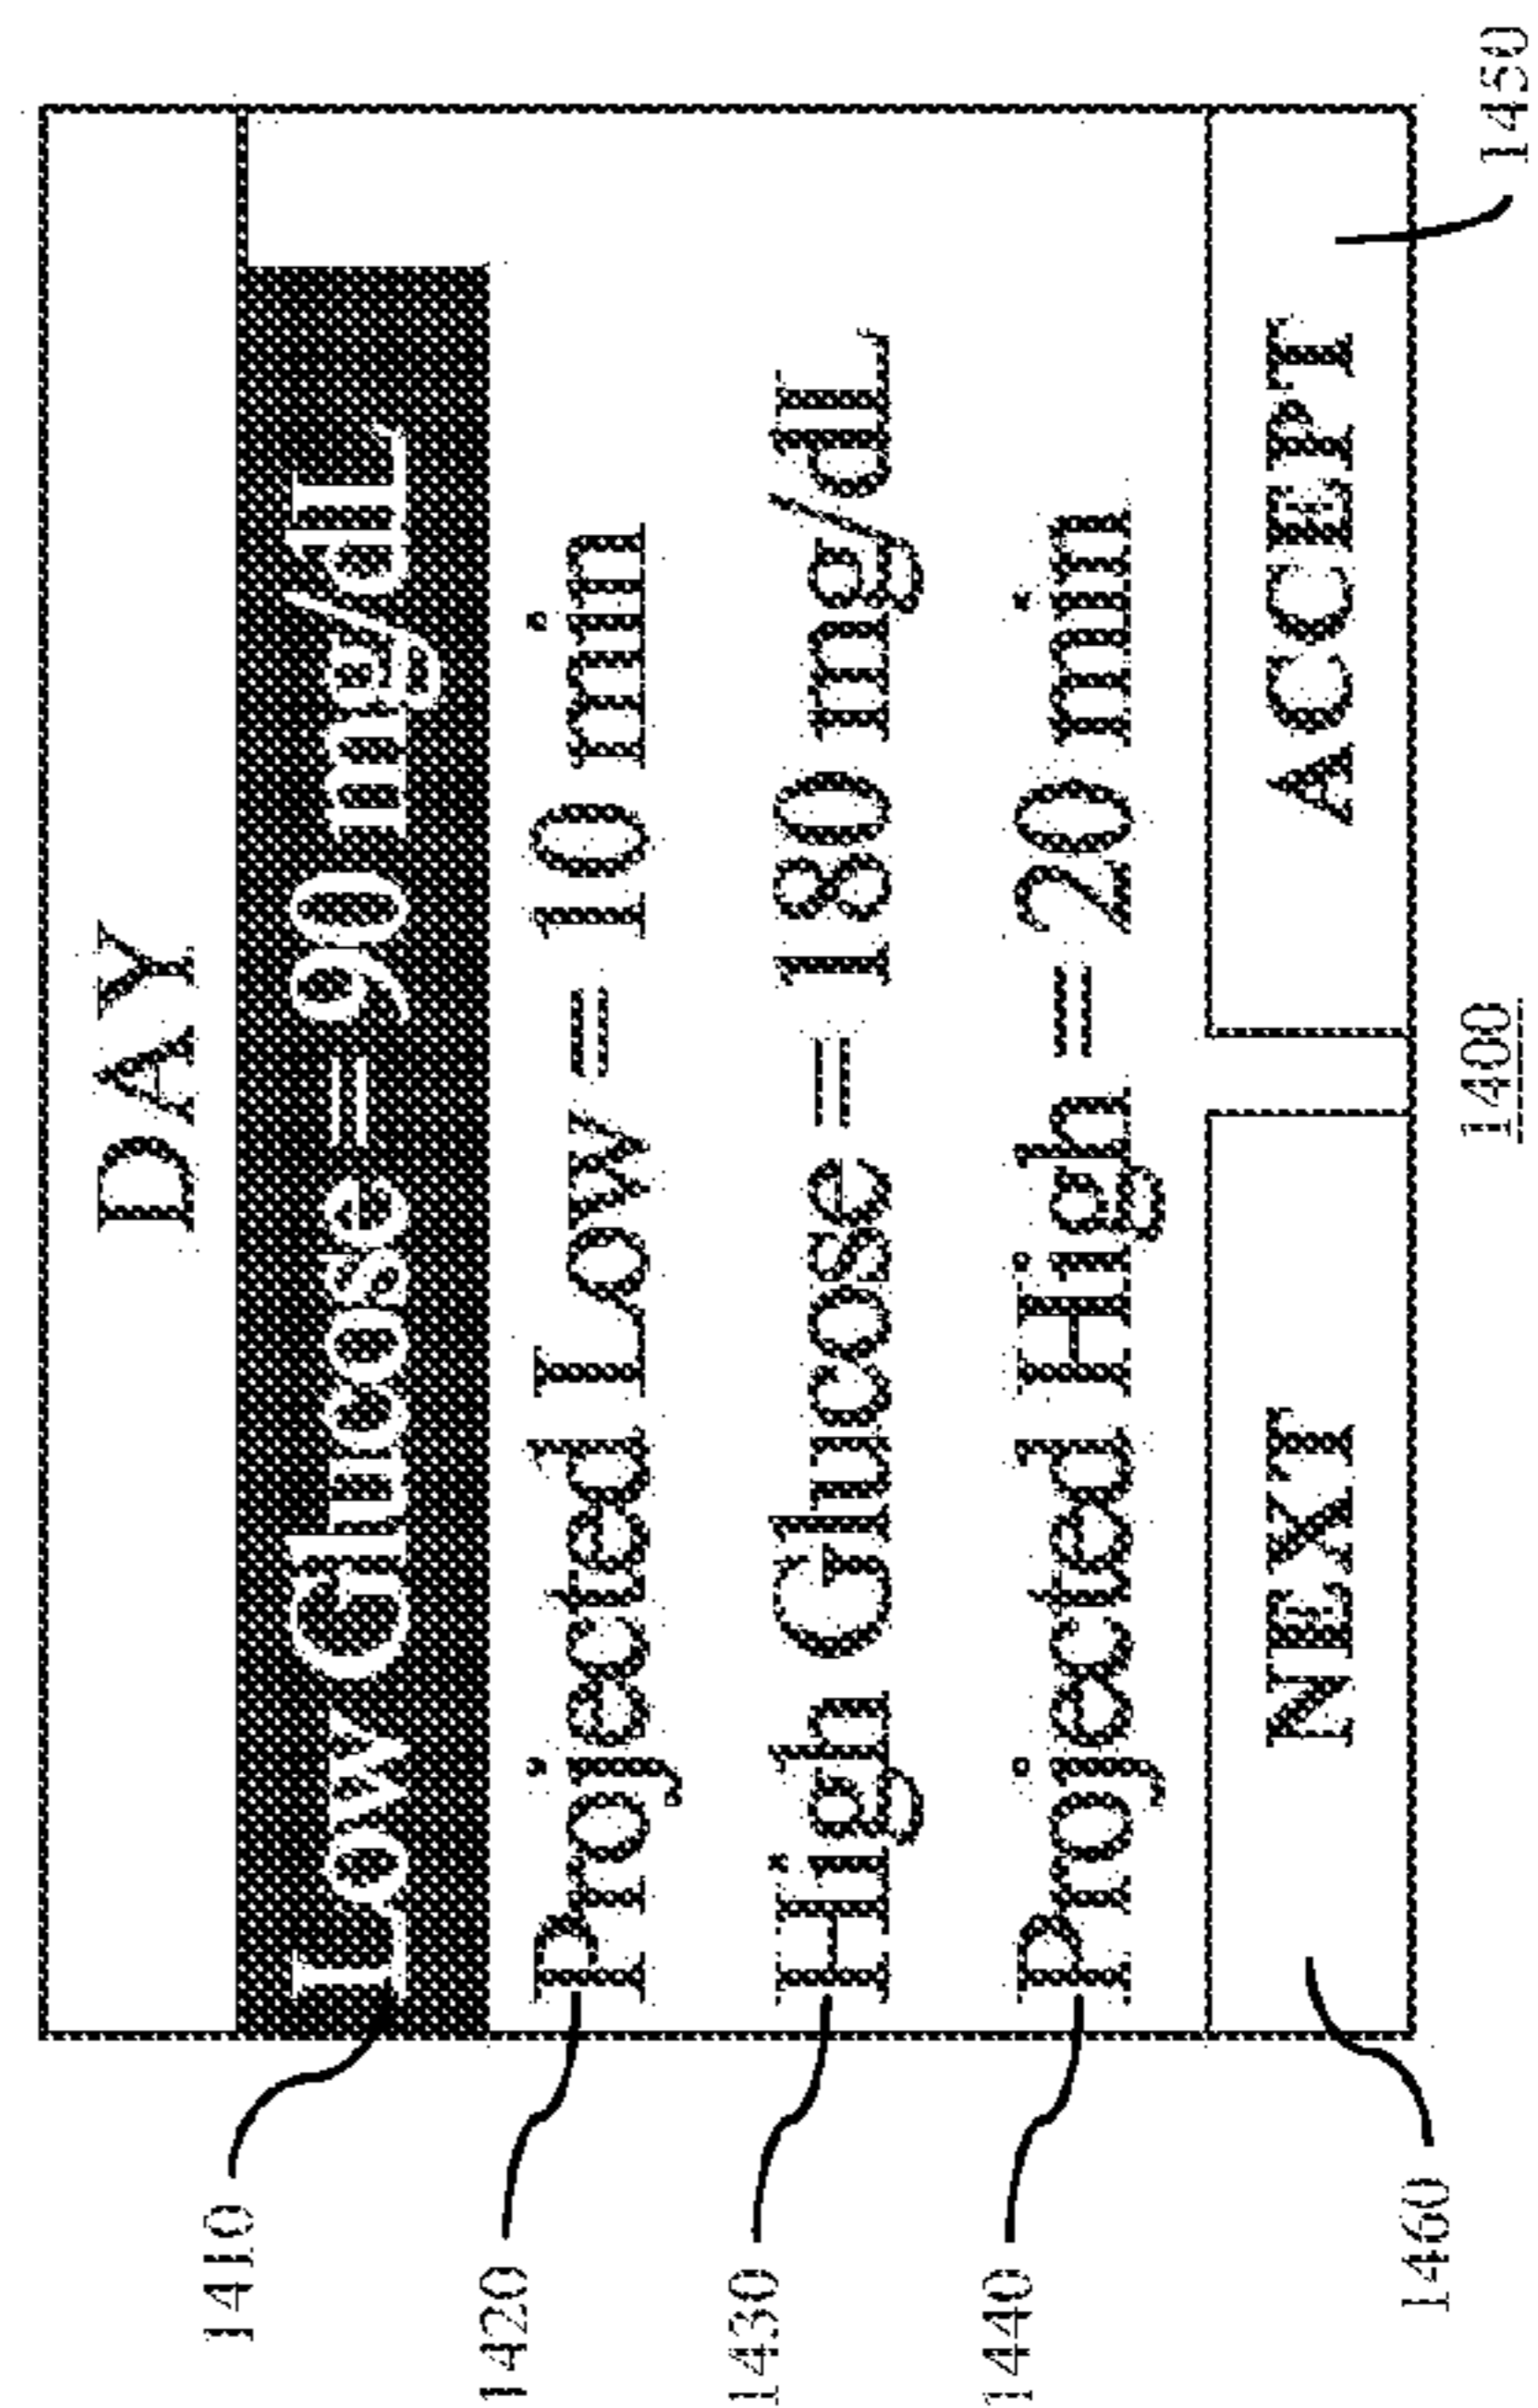 DAY
1410 Low Glucose = 90 mg/dL
1420 Projected Low = 10 min
1430 High Glucose = 180 mg/dL
1440 Projected High = 20 min
NEXT ACCEPT
1460 1400 1450